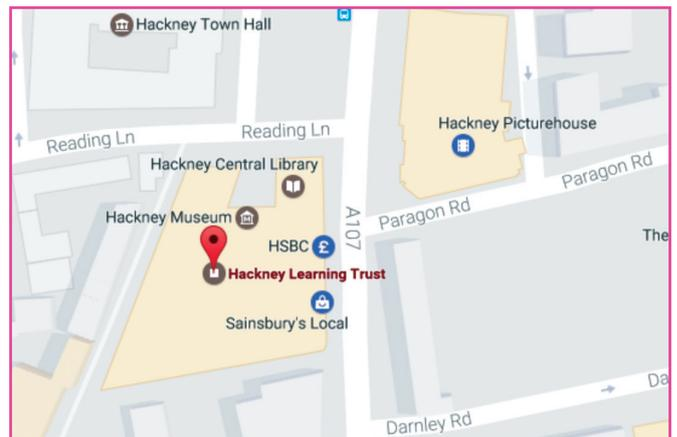 Hackney Town Hall
Reading Ln
Reading Ln
Hackney Picturehouse
Hackney Central Library
Paragon Rd
Hackney Museum
Paragon Rd
A107
HSBC £
The
Hackney Learning Trust
Sainsbury's Local
Da
Darnley Rd